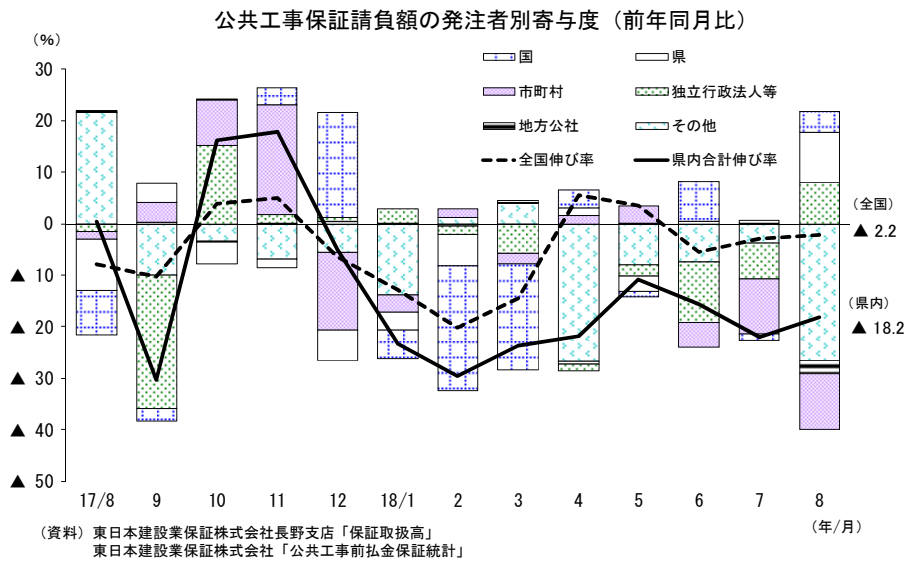 公共工事保証請負額の発注者別寄与度（前年同月比）
（%）
国
県
市町村
独立行政法人等
地方公社
その他
全国伸び率
県内合計伸び率
30
20
10
0
▲ 10
▲ 20
▲ 30
▲ 40
▲ 50
（全国）
▲ 2.2
（県内）
▲ 18.2
17/8 9 10 11 12 18/1 2 3 4 5 6 7 8
（年/月）
（資料）東日本建設業保証株式会社長野支店「保証取扱高」
東日本建設業保証株式会社「公共工事前払金保証統計」